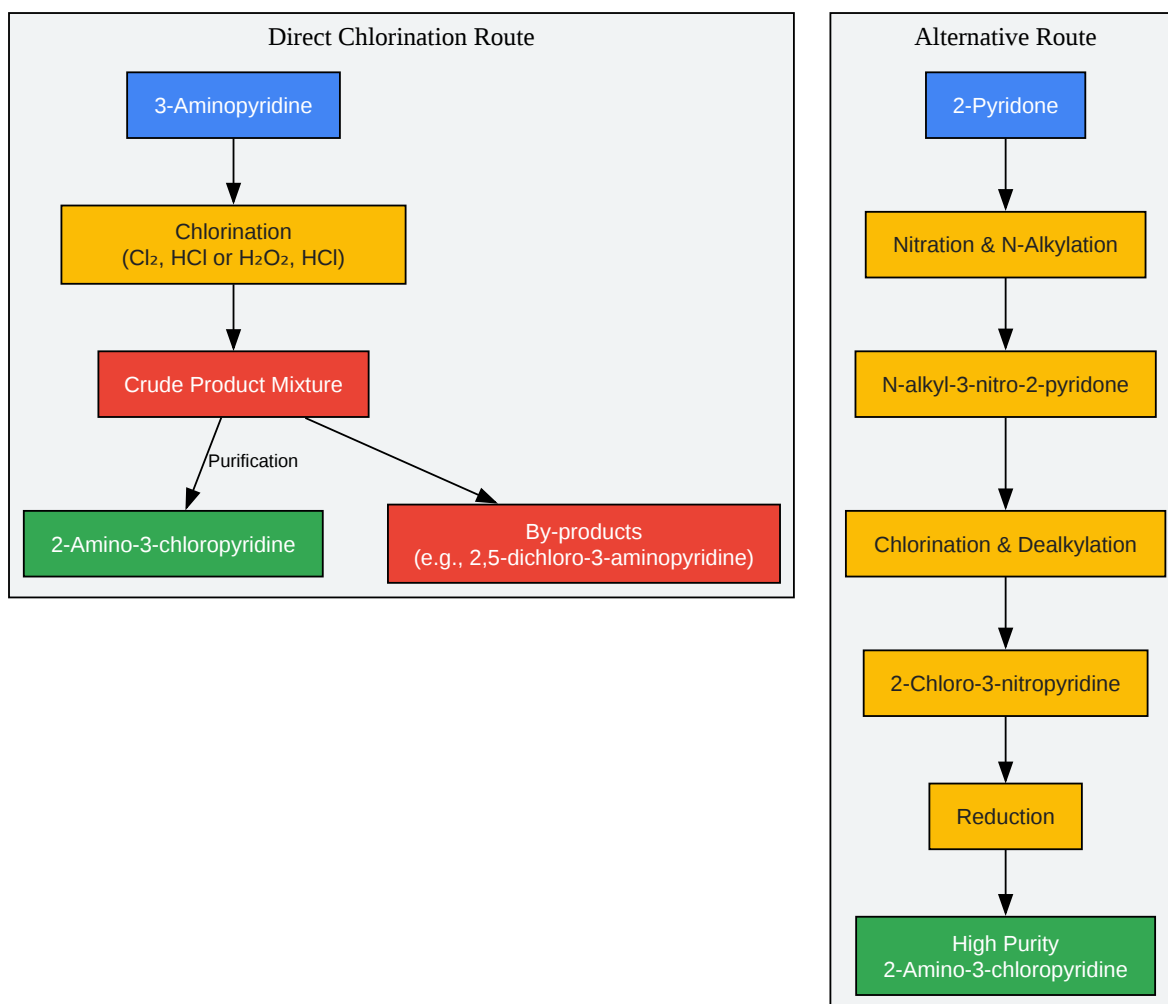 Direct Chlorination Route
3-Aminopyridine
Chlorination
(Cl₂, HCl or H₂O₂, HCl)
Crude Product Mixture
Purification
2-Amino-3-chloropyridine
By-products
(e.g., 2,5-dichloro-3-aminopyridine)
Alternative Route
2-Pyridone
Nitration & N-Alkylation
N-alkyl-3-nitro-2-pyridone
Chlorination & Dealkylation
2-Chloro-3-nitropyridine
Reduction
High Purity
2-Amino-3-chloropyridine